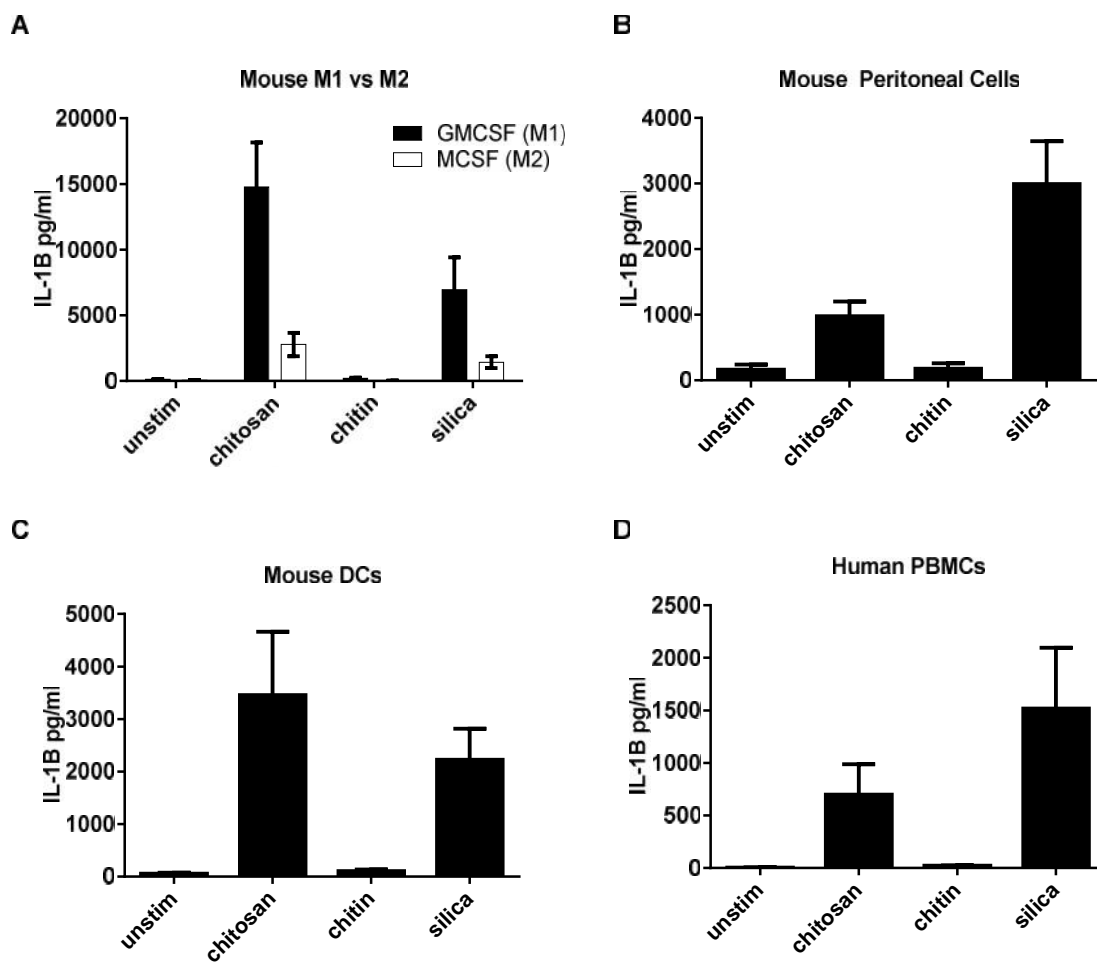 A
Mouse M1 vs M2
20000
15000
10000
5000
0
IL-1B pg/ml
GMCSF (M1)
MCSF (M2)
unstim
chitosan
chitin
silica
B
Mouse Peritoneal Cells
4000
3000
2000
1000
0
IL-1B pg/ml
unstim
chitosan
chitin
silica
C
Mouse DCs
5000
4000
3000
2000
1000
0
IL-1B pg/ml
unstim
chitosan
chitin
silica
D
Human PBMCs
2500
2000
1500
1000
500
0
IL-1B pg/ml
unstim
chitosan
chitin
silica